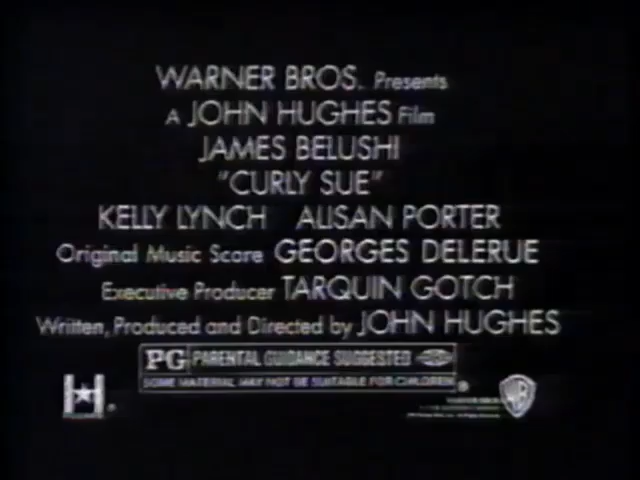 WARNER BROS. Presents
A JOHN HUGHES Film
JAMES BELUSHI
"CURLY SUE"
KELLY LYNCH ALISAN PORTER
Original Music Score GEORGES DELERUE
Executive Producer TARQUIN GOTCH
Written, Produced and Directed by JOHN HUGHES
PG PARENTAL GUIDANCE SUGGESTED
SOME MATERIAL MAY NOT BE SUITABLE FOR CHILDREN ®
H
WB